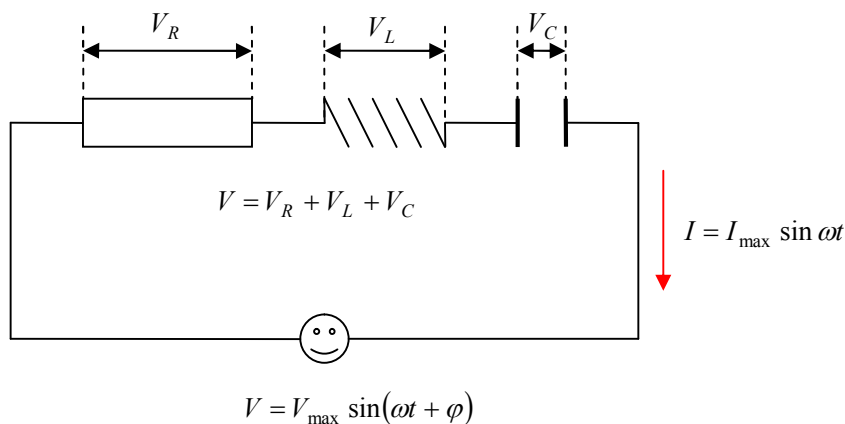 V_R V_L V_C
V = V_R + V_L + V_C
I = I_max sin ωt
V = V_max sin(ωt + φ)